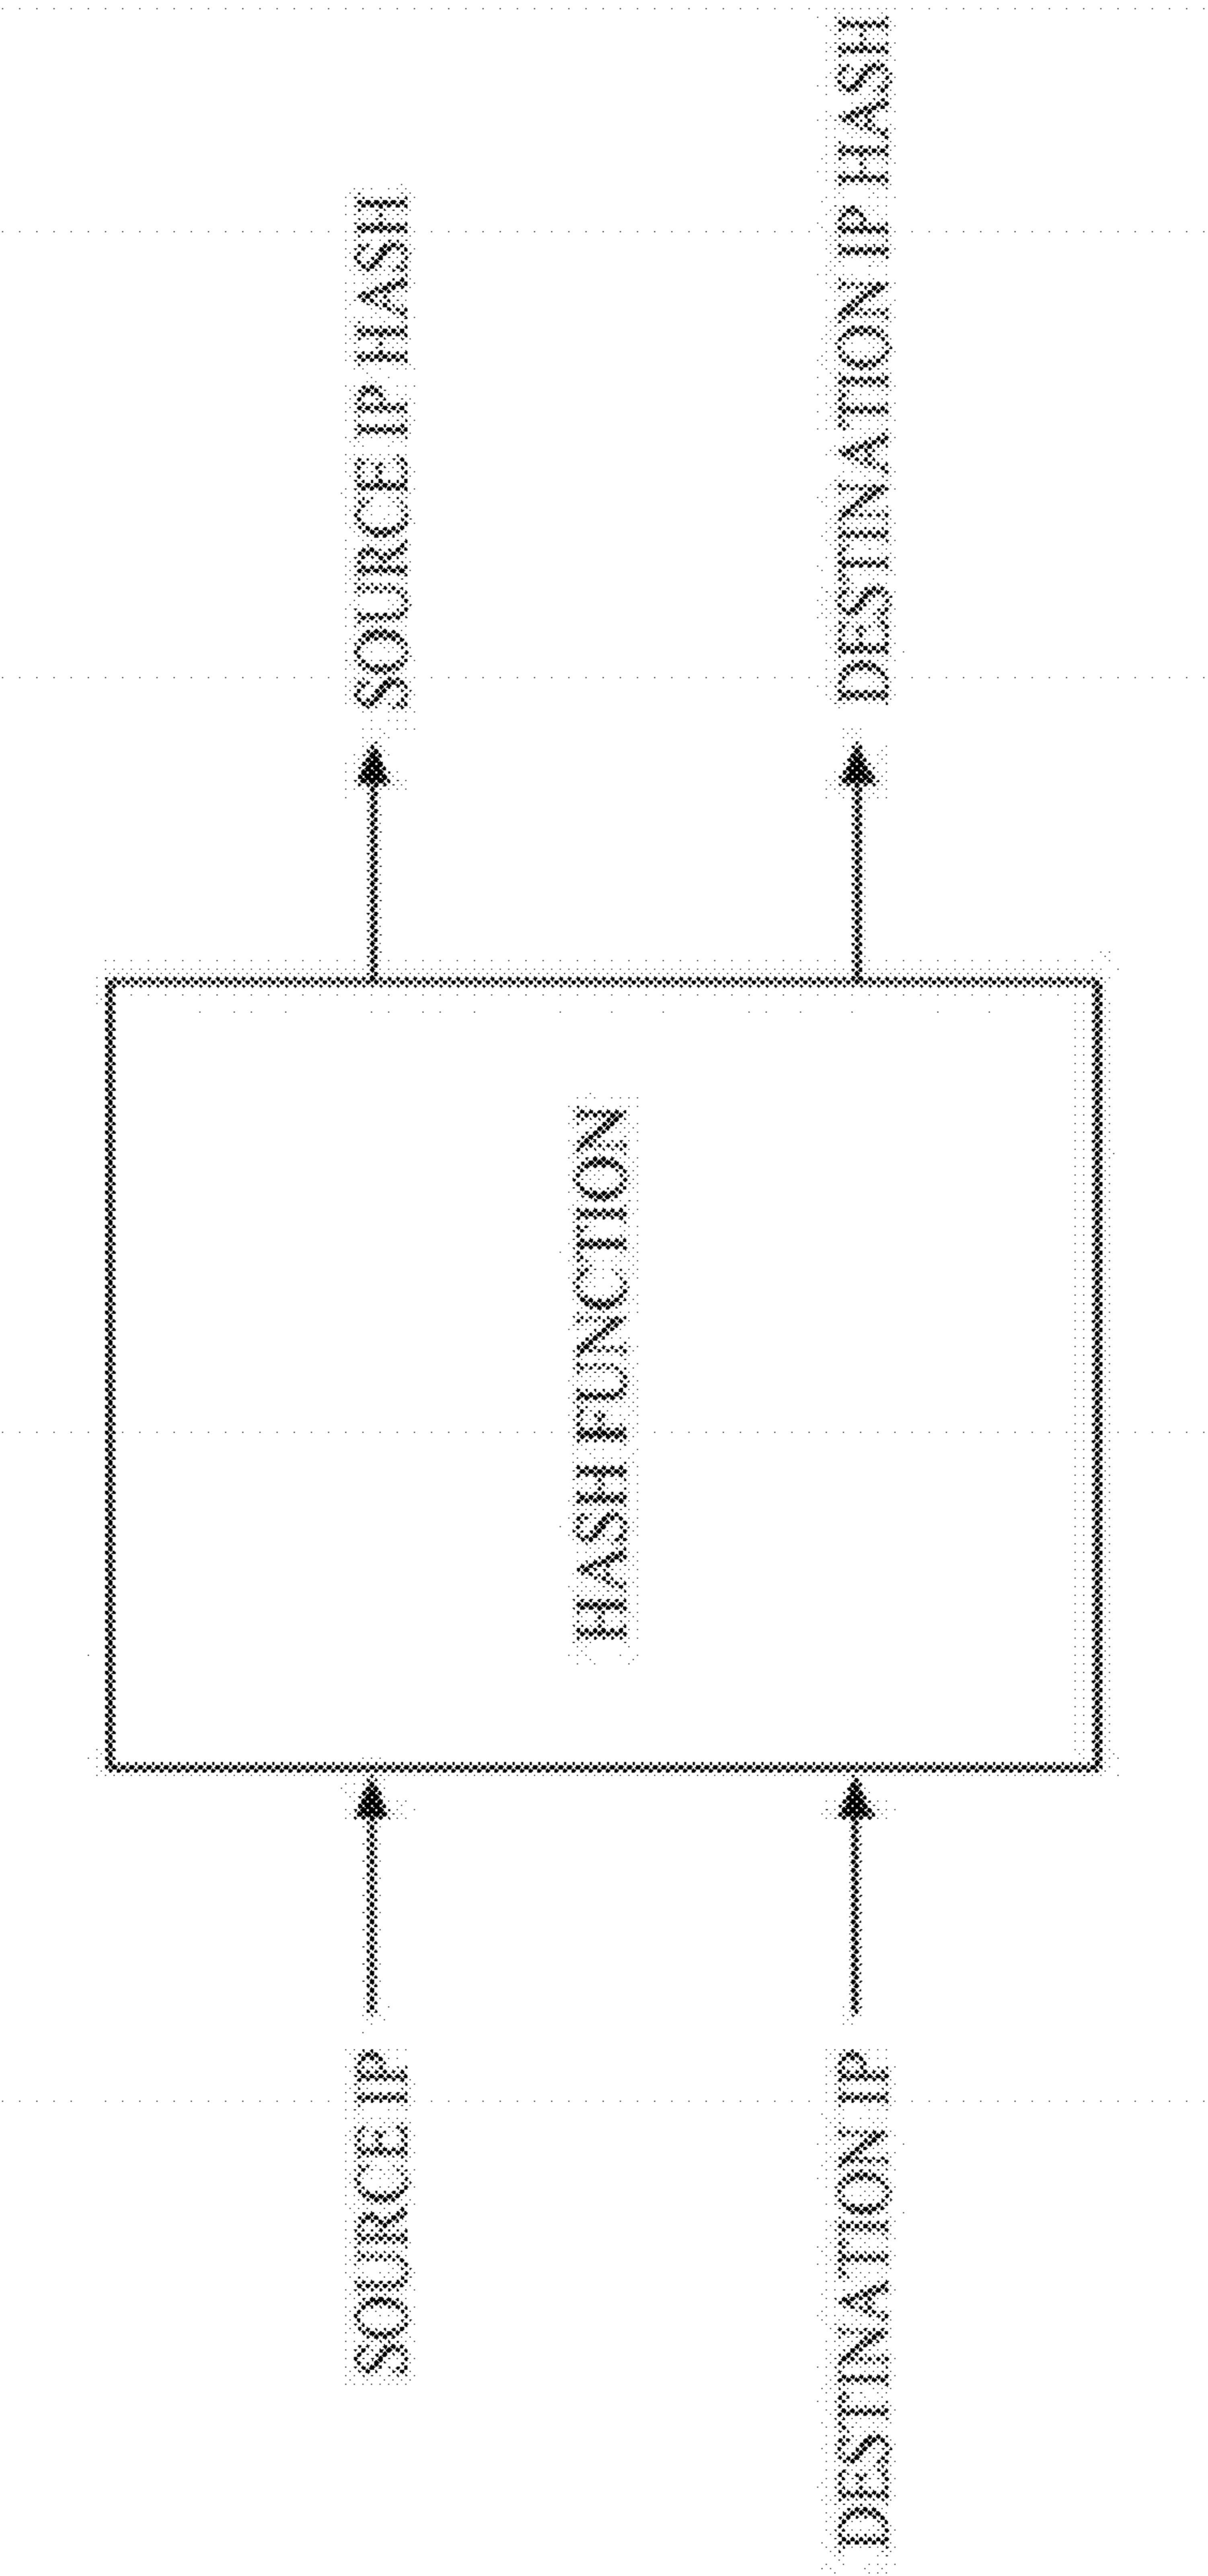 SOURCE IP
DESTINATION IP
HASH FUNCTION
SOURCE IP HASH
DESTINATION IP HASH